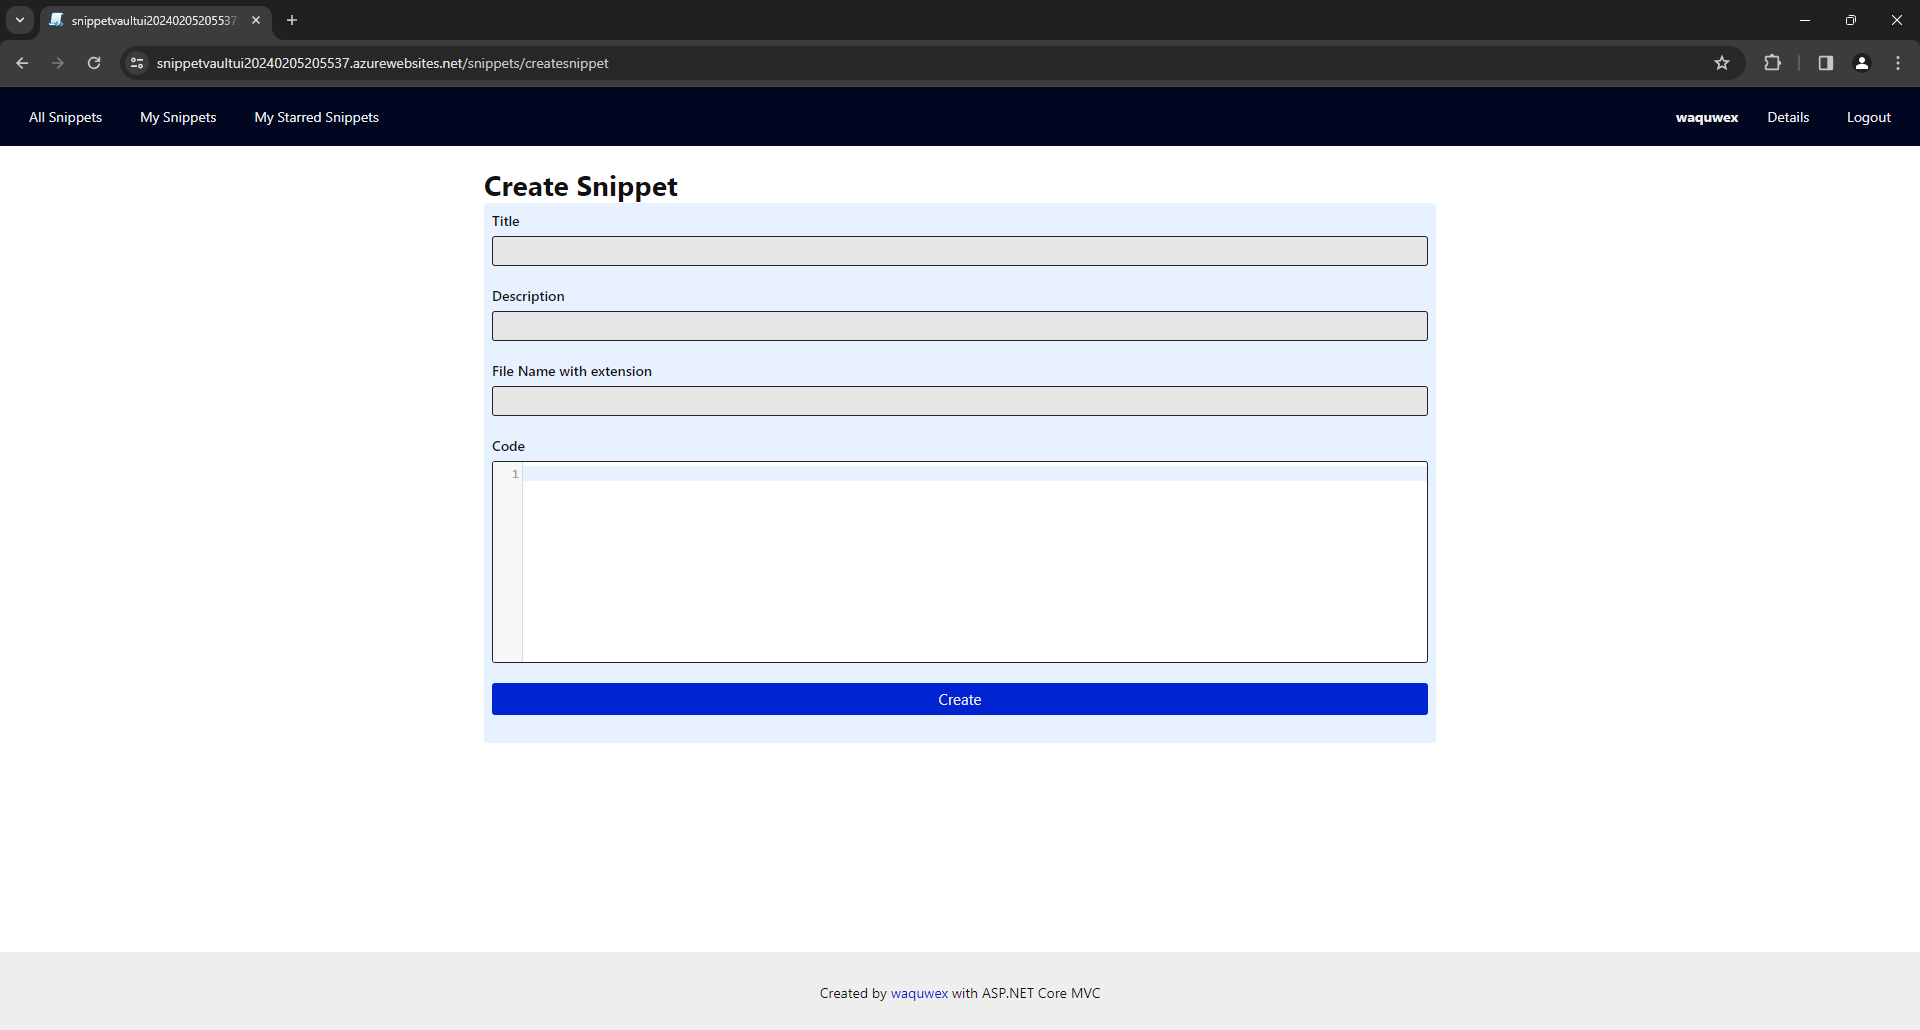 snippetvaultui20240205205537
snippetvaultui20240205205537.azurewebsites.net/snippets/createsnippet
All Snippets My Snippets My Starred Snippets waquwex Details Logout
Create Snippet
Title
Description
File Name with extension
Code
1
Create
Created by waquwex with ASP.NET Core MVC